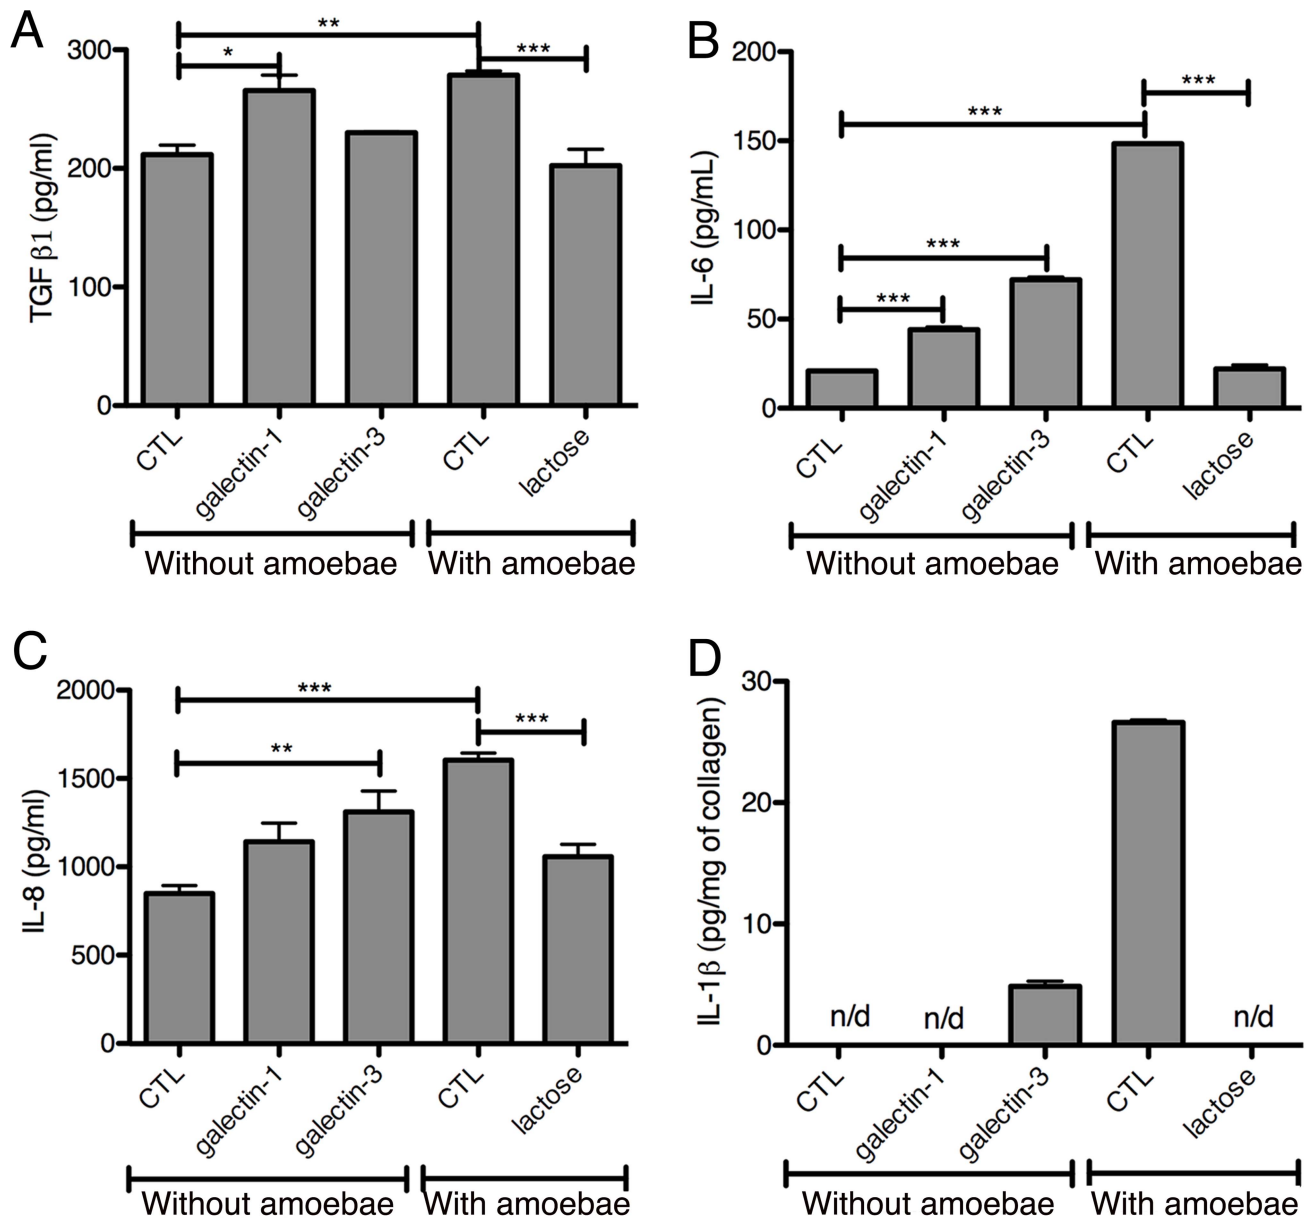 A
TGF β1 (pg/ml)
300
200
100
0
**
*
***
CTL
galectin-1
galectin-3
CTL
lactose
Without amoebae
With amoebae
B
IL-6 (pg/mL)
200
150
100
50
0
***
***
***
***
CTL
galectin-1
galectin-3
CTL
lactose
Without amoebae
With amoebae
C
IL-8 (pg/ml)
2000
1500
1000
500
0
***
***
**
CTL
galectin-1
galectin-3
CTL
lactose
Without amoebae
With amoebae
D
IL-1β (pg/mg of collagen)
30
20
10
0
n/d
n/d
n/d
CTL
galectin-1
galectin-3
CTL
lactose
Without amoebae
With amoebae